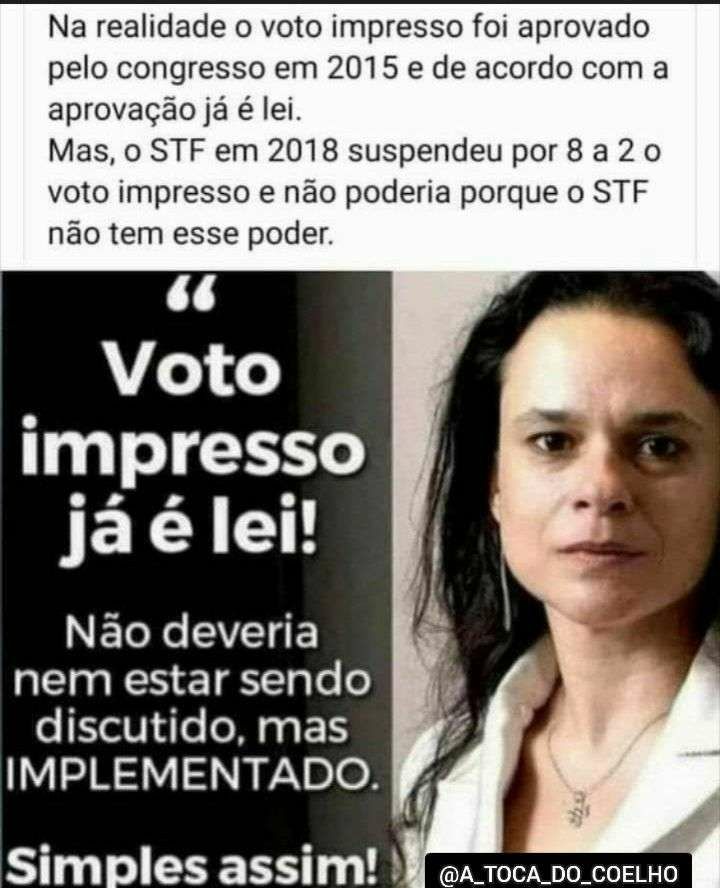 Na realidade o voto impresso foi aprovado
pelo congresso em 2015 e de acordo com a
aprovação já é lei.
Mas, o STF em 2018 suspendeu por 8 a 2 o
voto impresso e não poderia porque o STF
não tem esse poder.
“
Voto
impresso
já é lei!
Não deveria
nem estar sendo
discutido, mas
IMPLEMENTADO.
Simples assim!
@A_TOCA_DO_COELHO